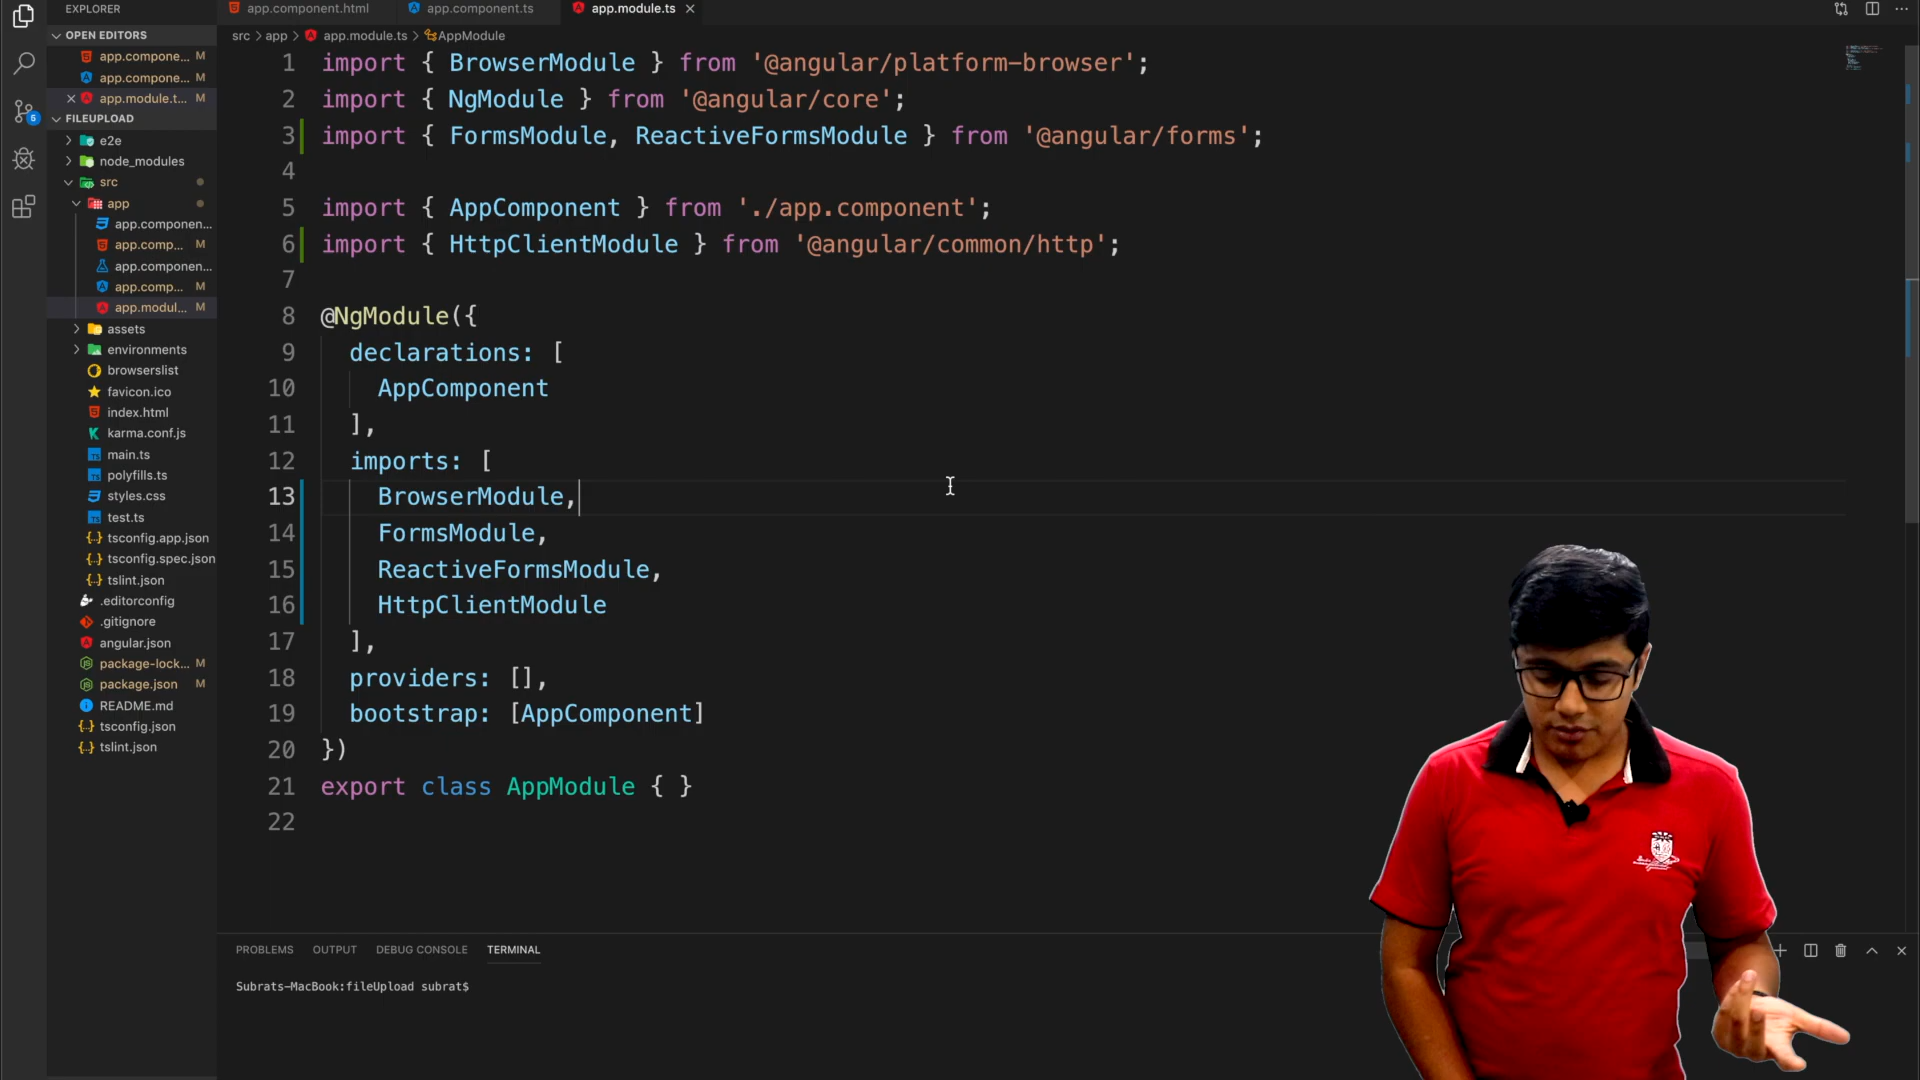 EXPLORER
OPEN EDITORS
app.compone... M
app.compone... M
app.module.t... M
FILEUPLOAD
e2e
node_modules
src
app
app.componen...
app.comp... M
app.componen...
app.comp... M
app.modul... M
assets
environments
browserslist
favicon.ico
index.html
karma.conf.js
main.ts
polyfills.ts
styles.css
test.ts
tsconfig.app.json
tsconfig.spec.json
tslint.json
.editorconfig
.gitignore
angular.json
package-lock... M
package.json M
README.md
tsconfig.json
tslint.json
6
app.component.html app.component.ts app.module.ts
src > app > app.module.ts > AppModule
1 import { BrowserModule } from '@angular/platform-browser';
2 import { NgModule } from '@angular/core';
3 import { FormsModule, ReactiveFormsModule } from '@angular/forms';
4
5 import { AppComponent } from './app.component';
6 import { HttpClientModule } from '@angular/common/http';
7
8 @NgModule({
9 declarations: [
10 AppComponent
11 ],
12 imports: [
13 BrowserModule,
14 FormsModule,
15 ReactiveFormsModule,
16 HttpClientModule
17 ],
18 providers: [],
19 bootstrap: [AppComponent]
20 })
21 export class AppModule { }
22
PROBLEMS OUTPUT DEBUG CONSOLE TERMINAL
Subrats-MacBook:fileUpload subrat$